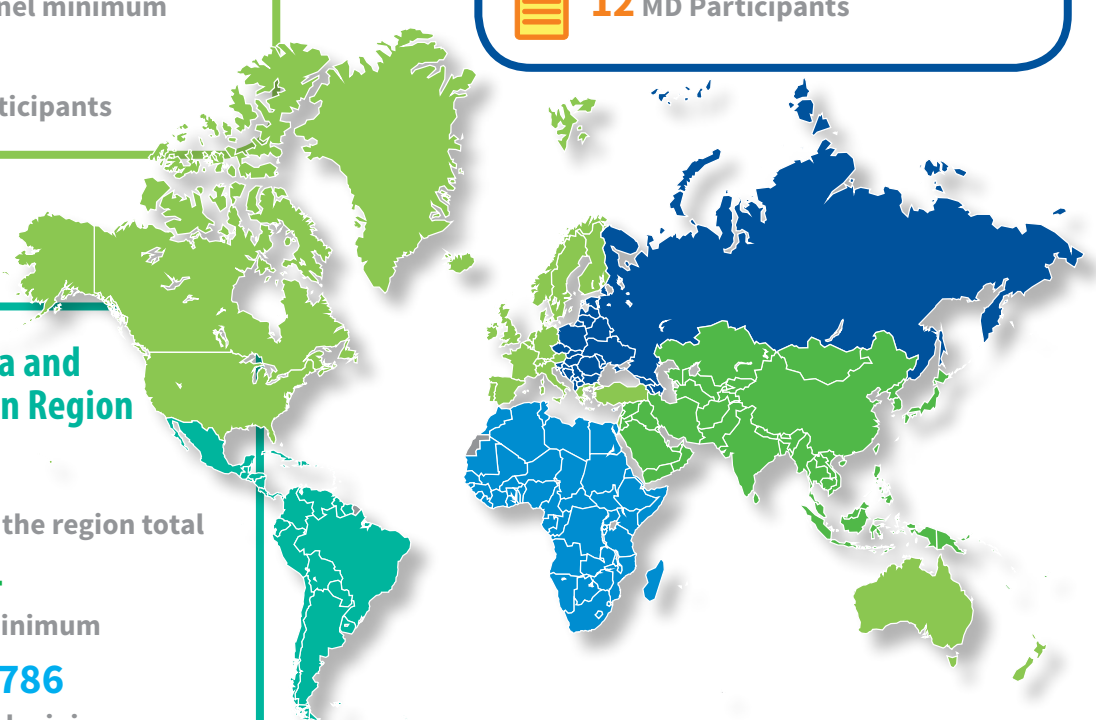 nel minimum
12 MD Participants
ticipants
a and
n Region
the region total
inimum
786